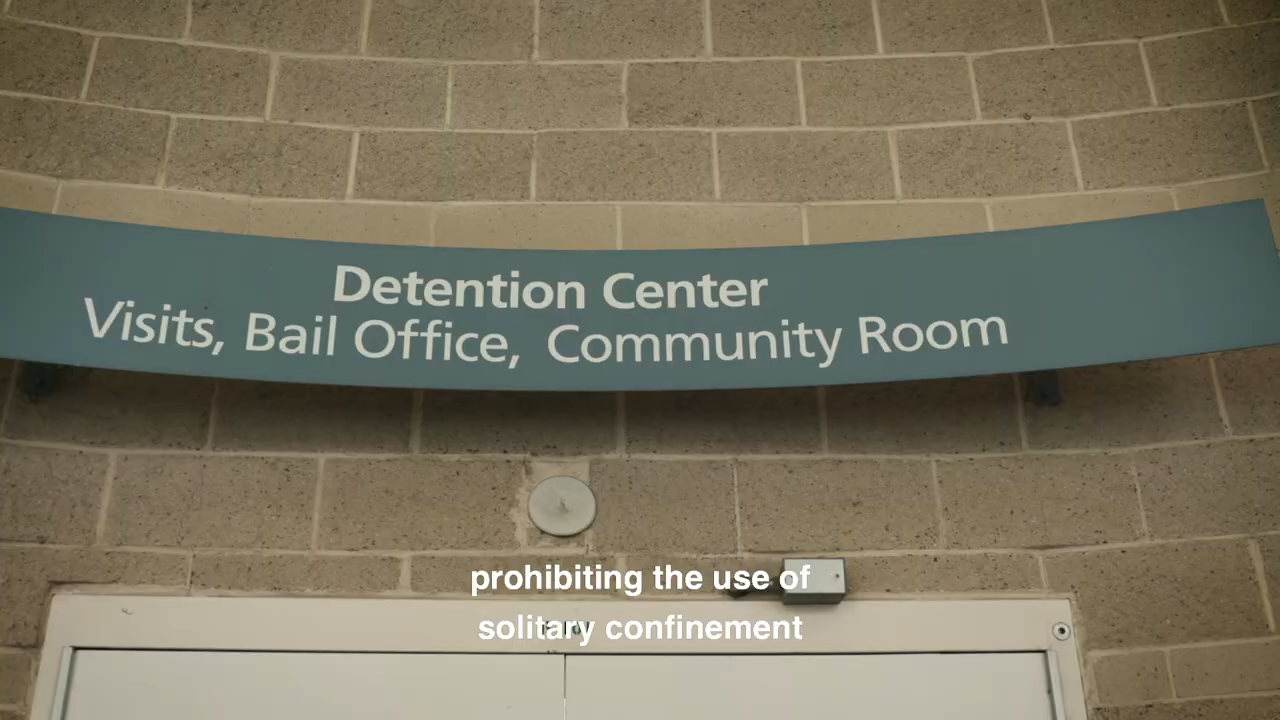 Detention Center
Visits, Bail Office, Community Room
prohibiting the use of
solitary confinement